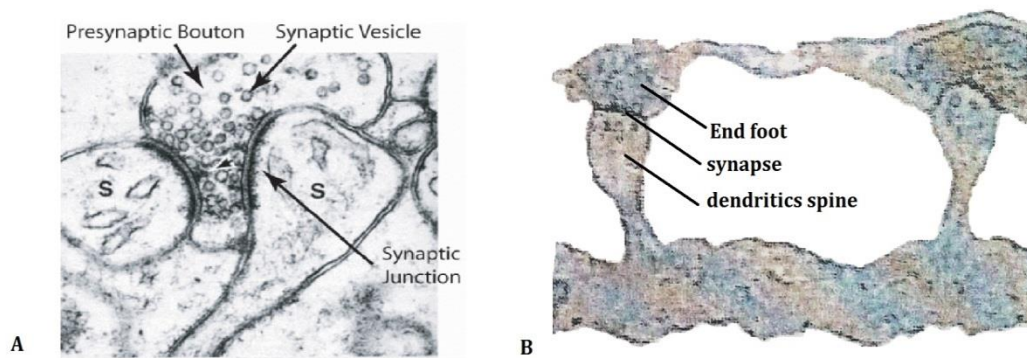 Presynaptic Bouton
Synaptic Vesicle
S
S
Synaptic
Junction
A
End foot
synapse
dendritics spine
B